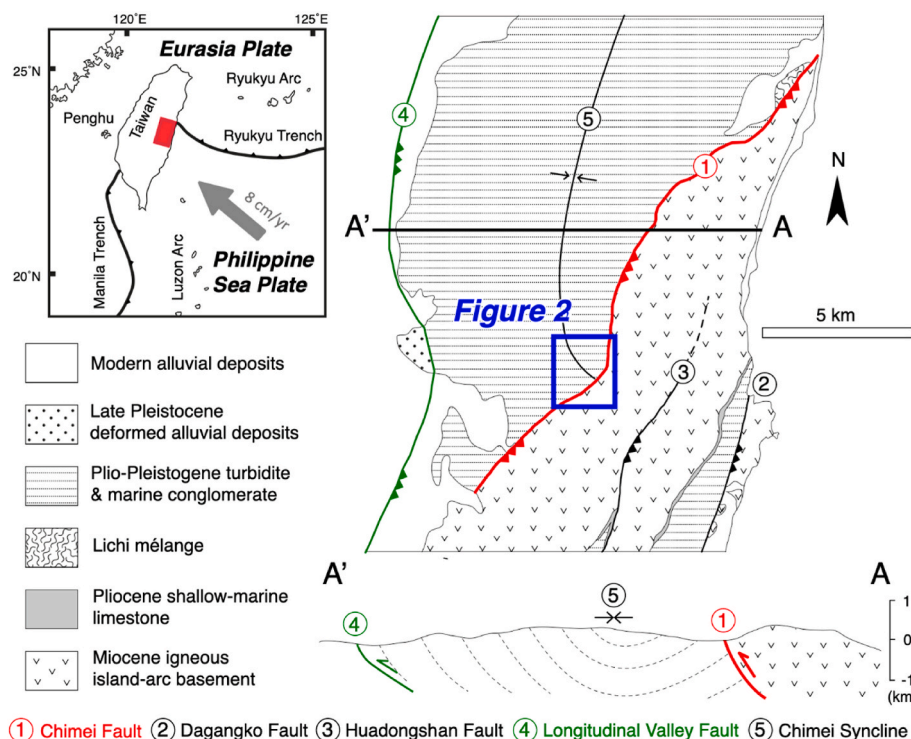 120°E
125°E
Eurasia Plate
25°N
Ryukyu Arc
Penghu
Taiwan
Ryukyu Trench
8 cm/yr
Manila Trench
Luzon Arc
Philippine
Sea Plate
20°N
4
5
1
N
A'
A
Figure 2
5 km
3
2
Modern alluvial deposits
Late Pleistocene
deformed alluvial deposits
Plio-Pleistogene turbidite
& marine conglomerate
Lichi mélange
Pliocene shallow-marine
limestone
Miocene igneous
island-arc basement
A'
A
4
5
1
1
0
-1
(km
1 Chimei Fault 2 Dagangko Fault 3 Huadongshan Fault 4 Longitudinal Valley Fault 5 Chimei Syncline